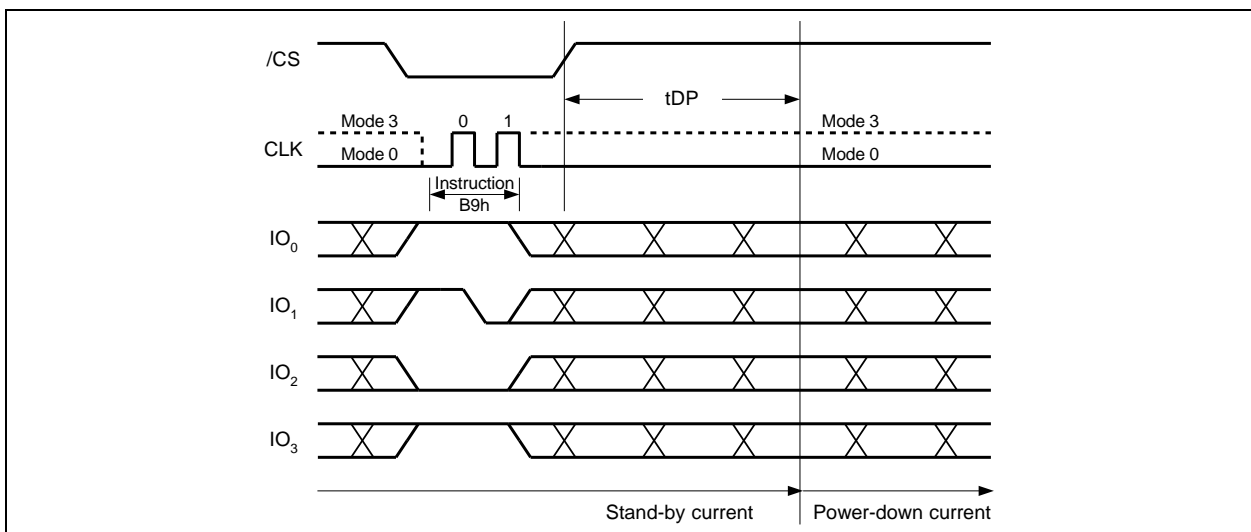 /CS
tDP
Mode 3 0 1 Mode 3
CLK
Mode 0 Mode 0
Instruction
B9h
IO0
IO1
IO2
IO3
Stand-by current Power-down current